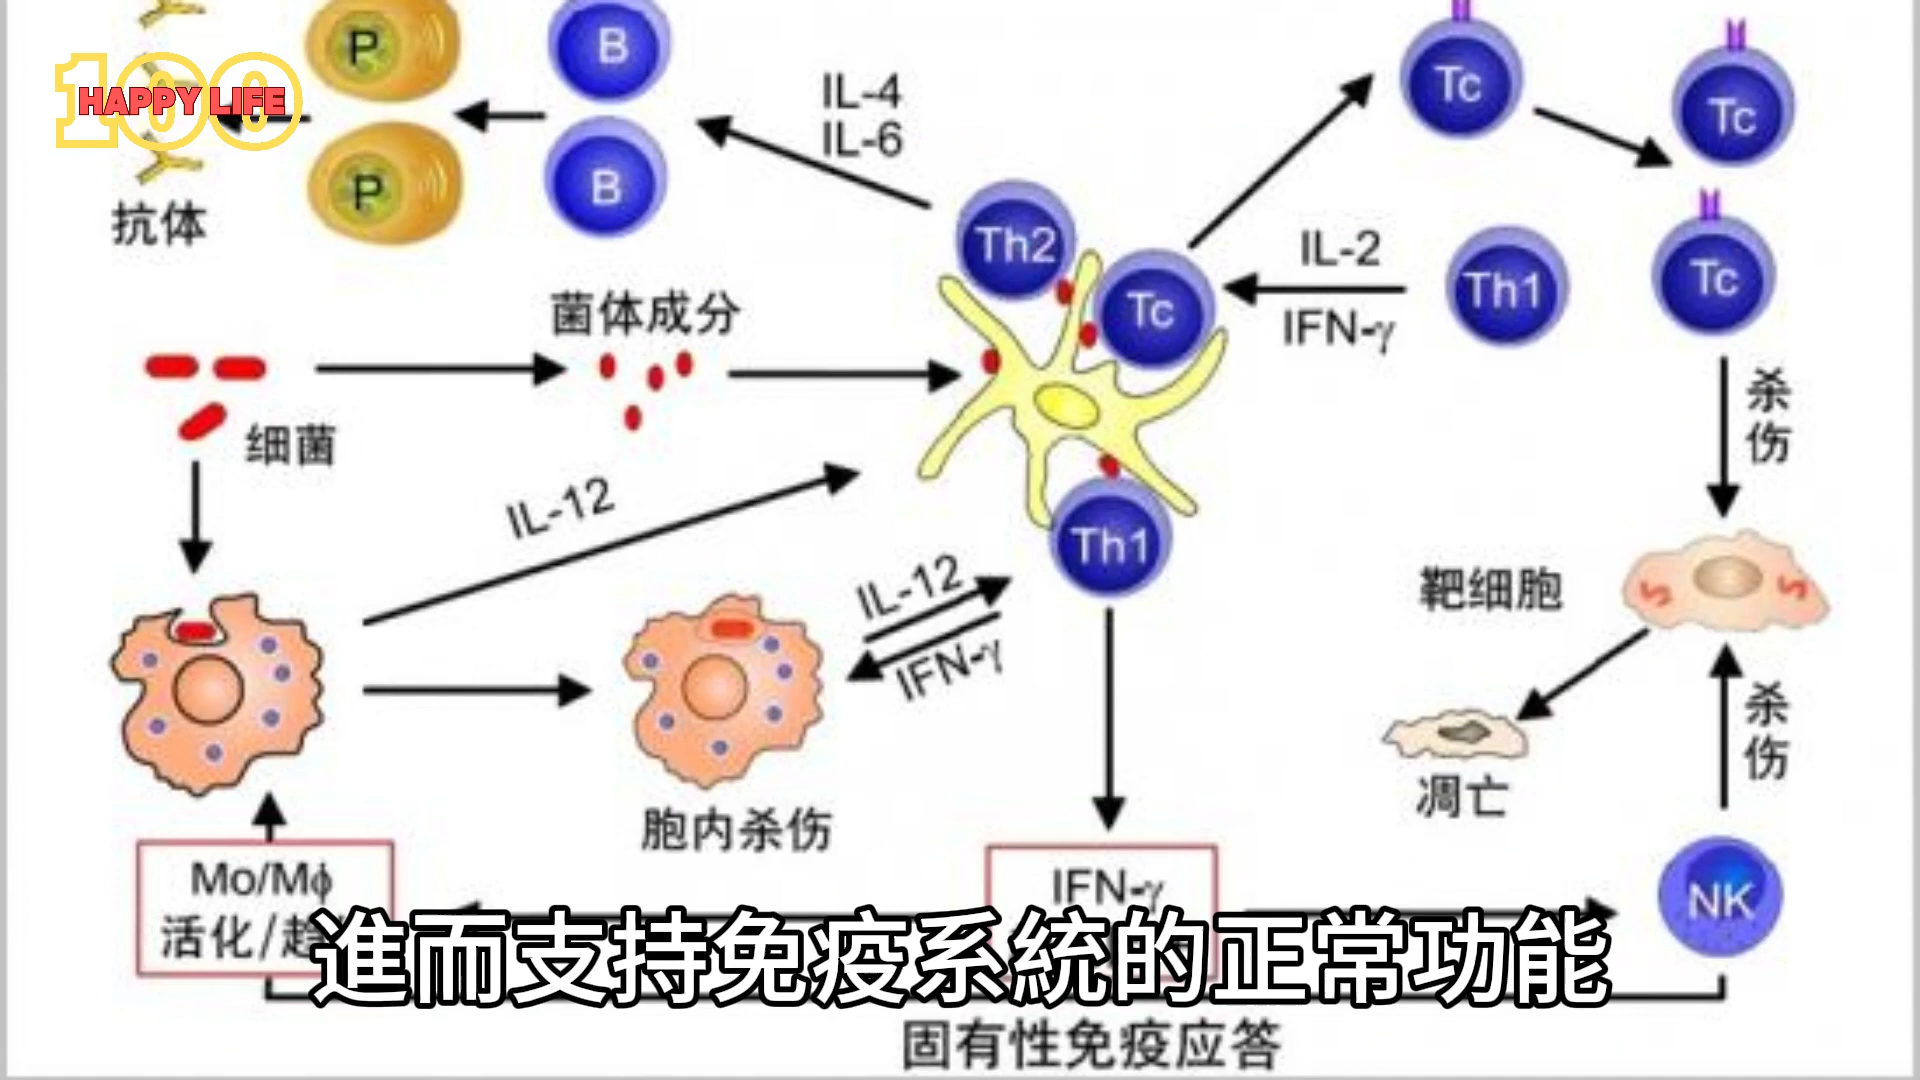 100
HAPPY LIFE
P
B
P
B
抗体
IL-4
IL-6
Tc
Tc
Th2
Tc
IL-2
IFN-γ
Th1
Tc
菌体成分
细菌
杀
伤
IL-12
Th1
IL-12
IFN-γ
靶细胞
凋亡
杀
伤
胞内杀伤
Mo/Mϕ
活化/趋
IFN-γ
NK
進而支持免疫系統的正常功能
固有性免疫应答